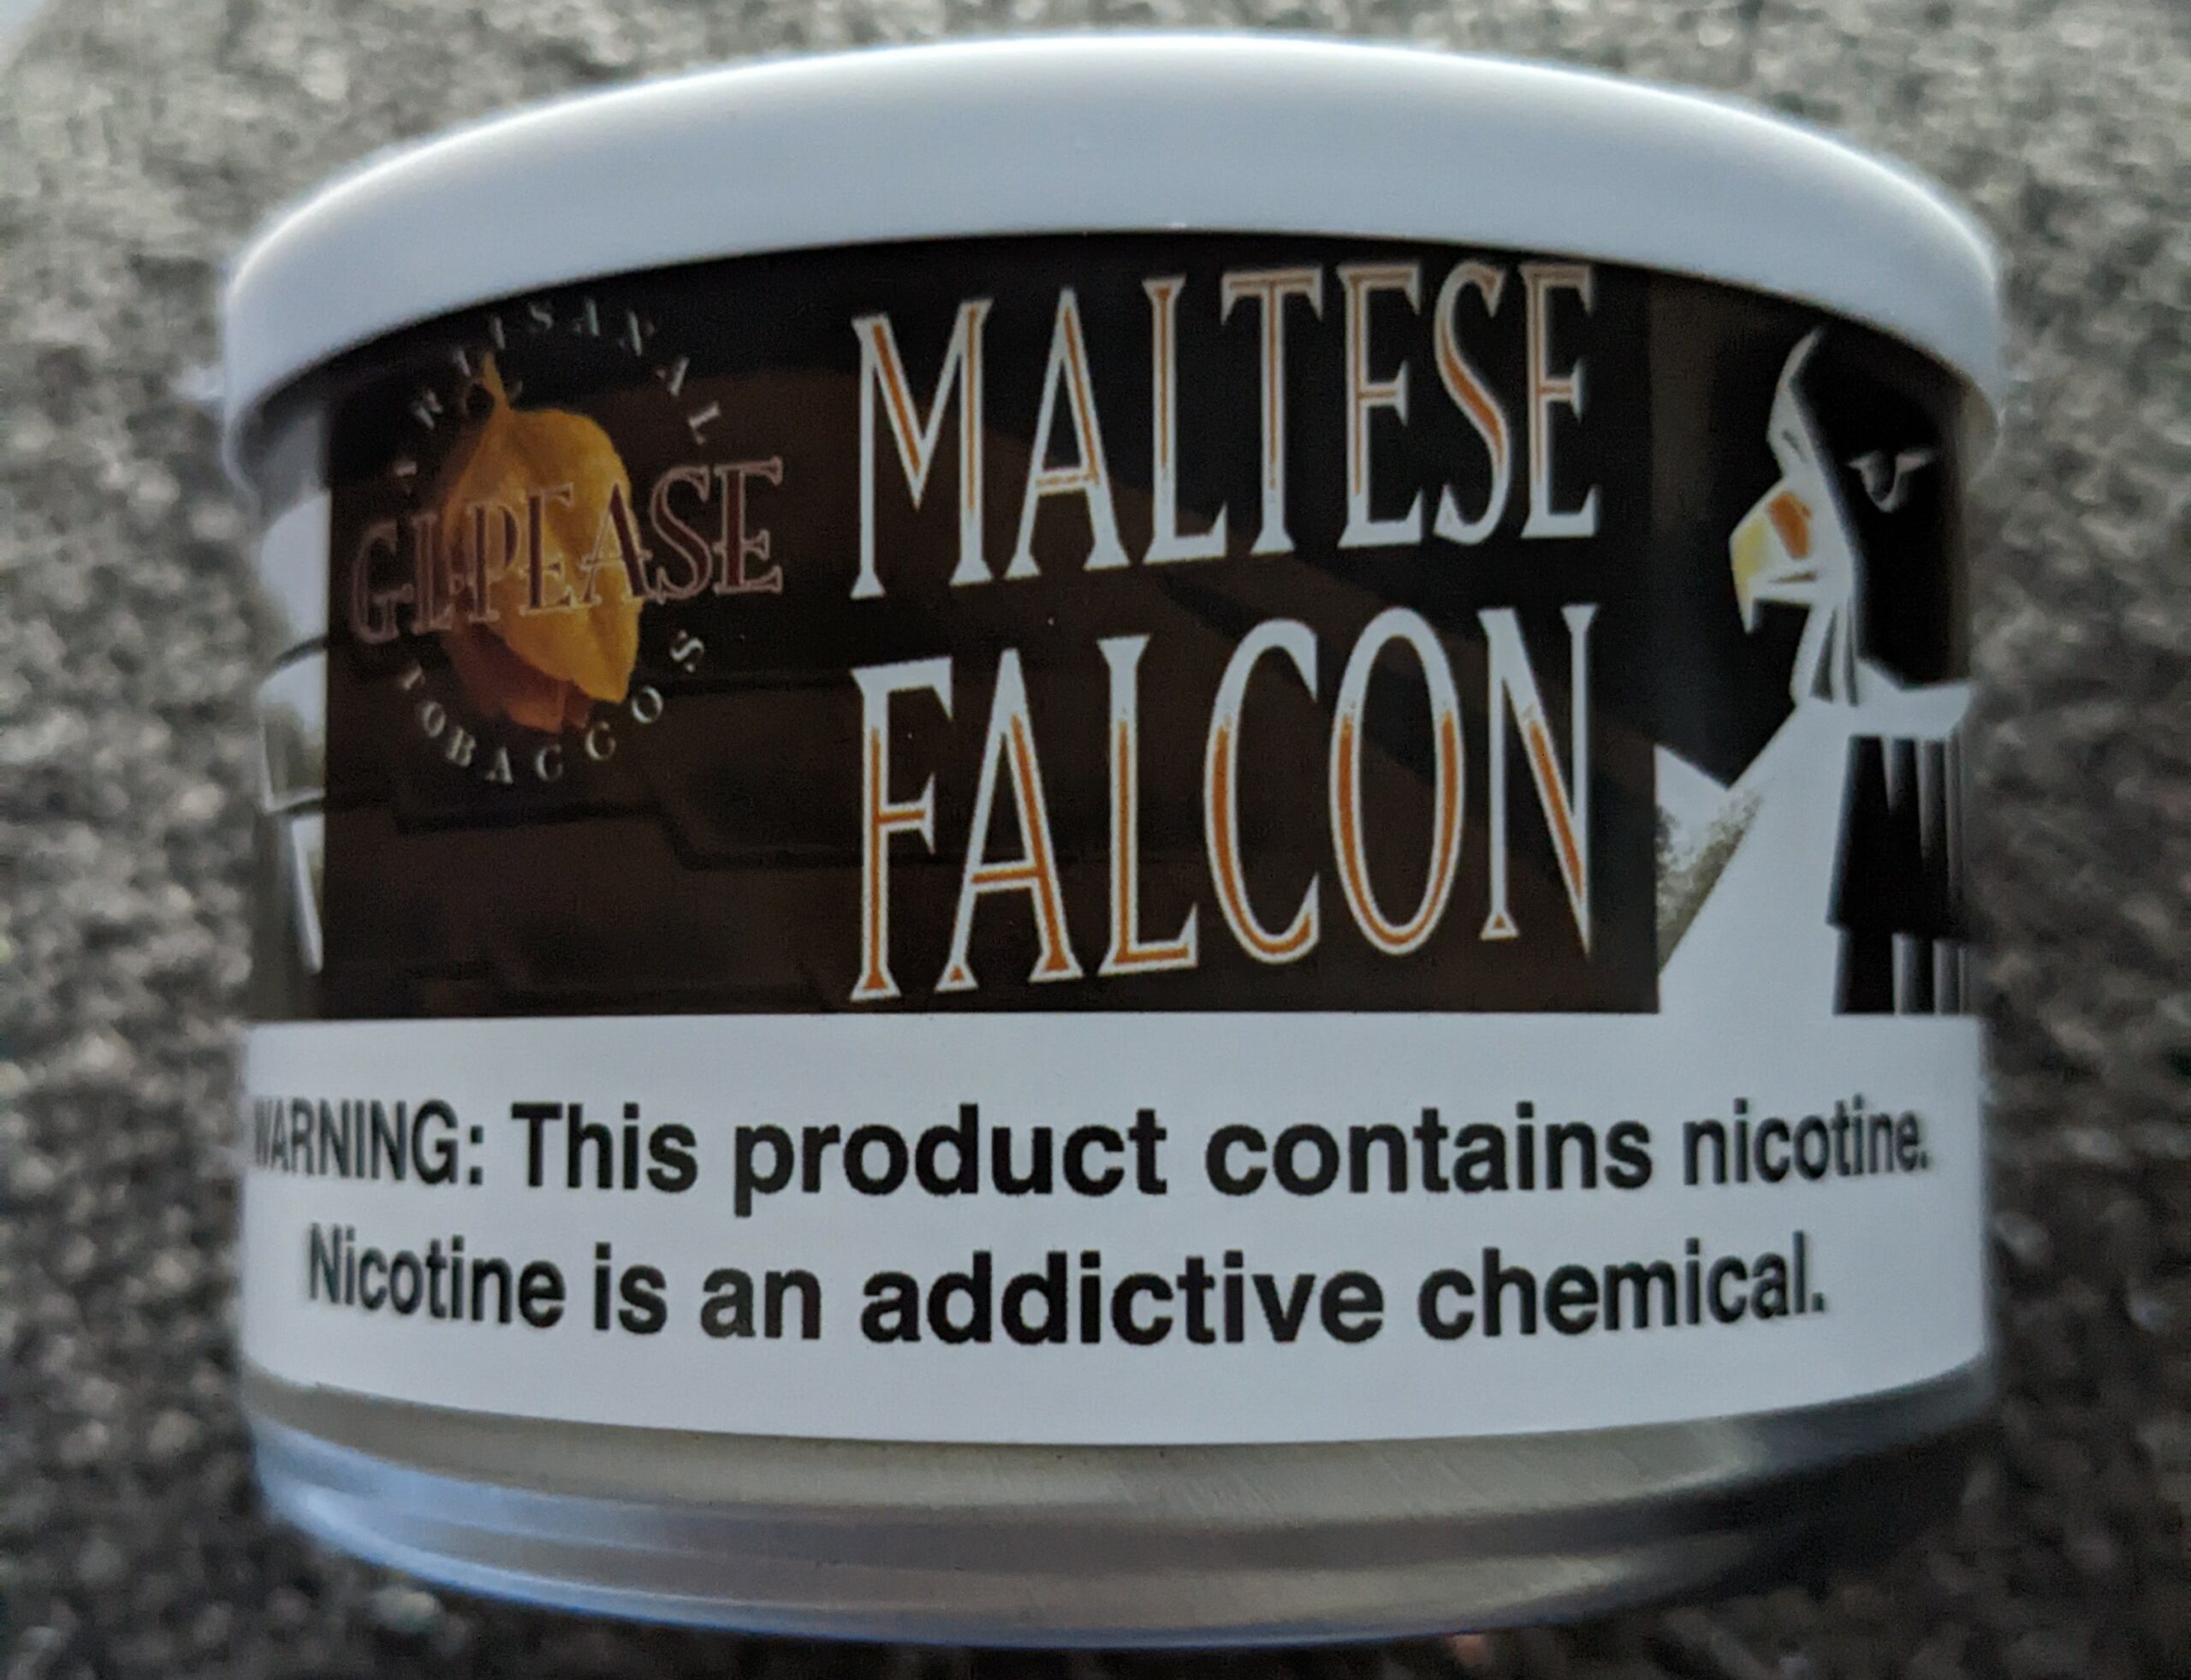 ARTISANAL
G·L·PEASE
TOBACCOS
MALTESE
FALCON
WARNING: This product contains nicotine.
Nicotine is an addictive chemical.